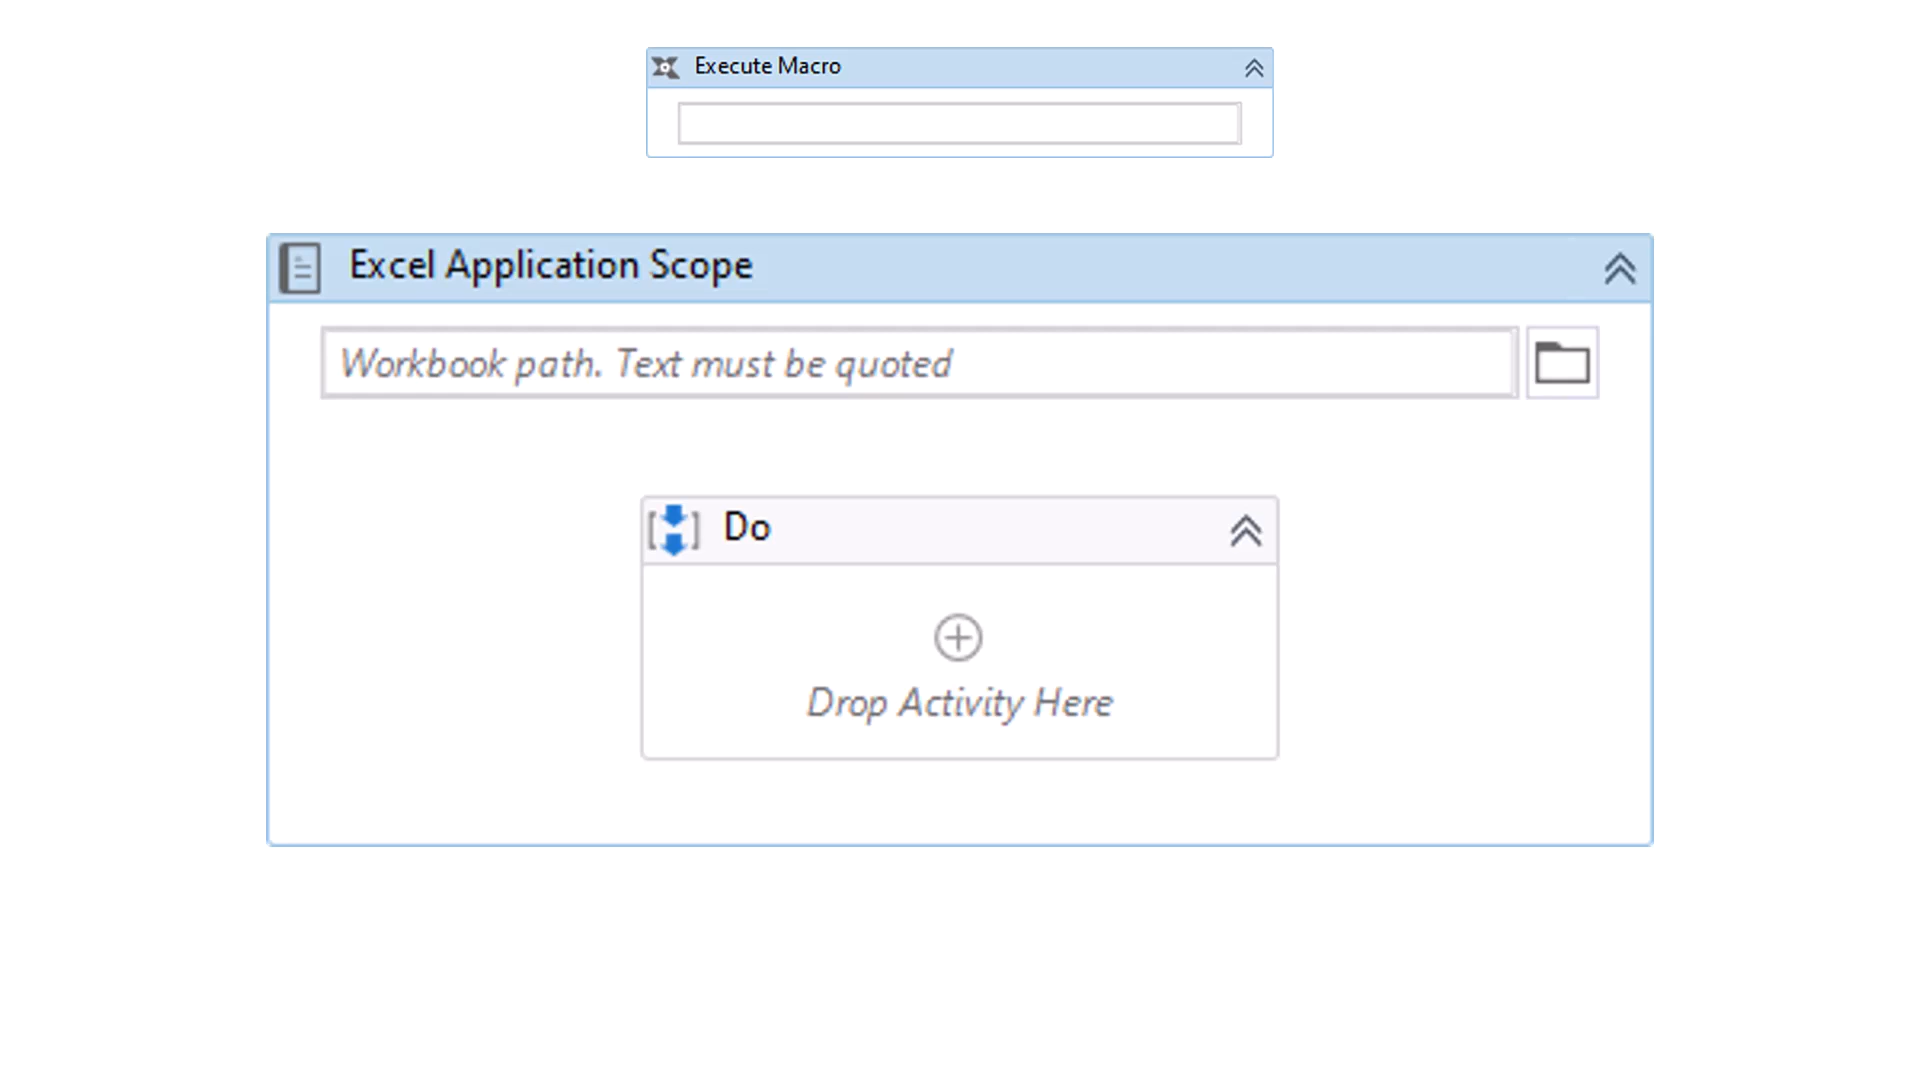 Execute Macro
Excel Application Scope
Workbook path. Text must be quoted
Do
Drop Activity Here